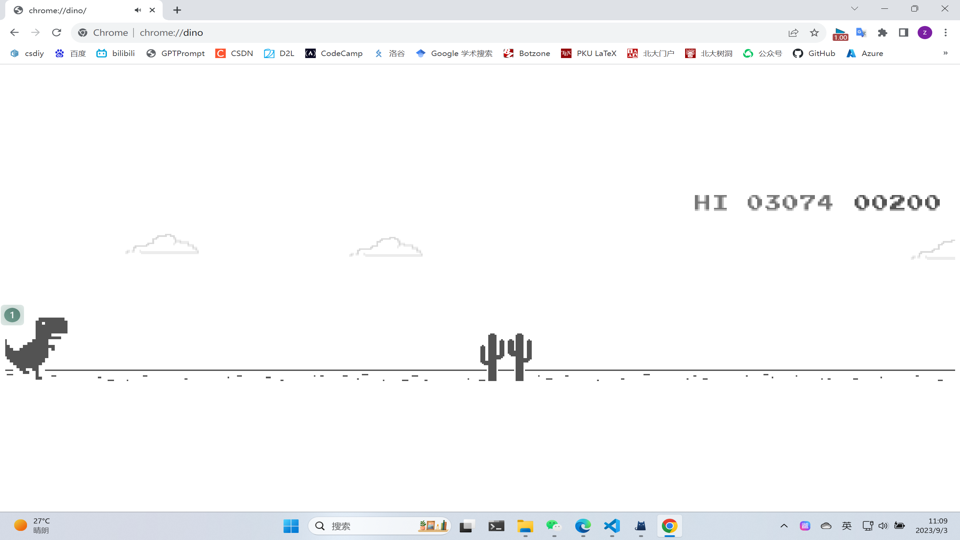 chrome://dino/
Chrome | chrome://dino
1.00
z
csdiy 百度 bilibili GPTPrompt CSDN D2L CodeCamp 洛谷 Google 学术搜索 Botzone PKU LaTeX 北大门户 北大树洞 公众号 GitHub Azure »
HI 03074 00200
1
27°C
晴朗
搜索
英
11:09
2023/9/3